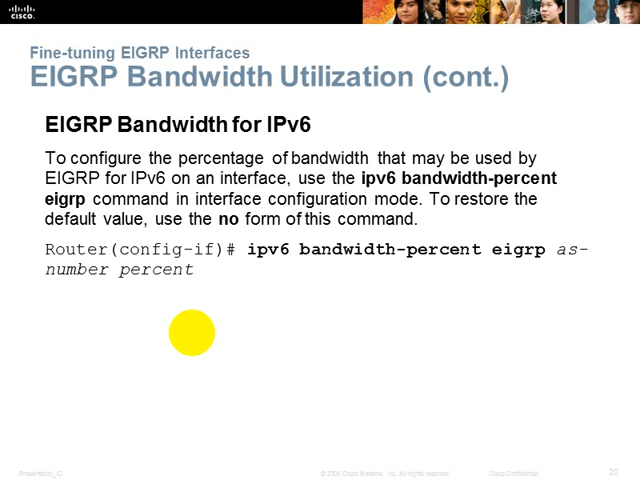 CISCO.
Fine-tuning EIGRP Interfaces
EIGRP Bandwidth Utilization (cont.)
EIGRP Bandwidth for IPv6
To configure the percentage of bandwidth that may be used by
EIGRP for IPv6 on an interface, use the ipv6 bandwidth-percent
eigrp command in interface configuration mode. To restore the
default value, use the no form of this command.
Router(config-if)# ipv6 bandwidth-percent eigrp as-
number percent
Presentation_ID
© 2008 Cisco Systems, Inc. All rights reserved.
Cisco Confidential
20